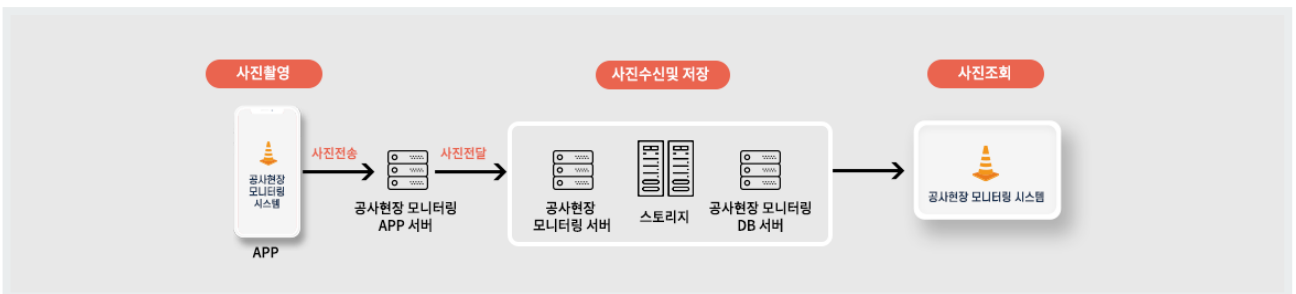 사진촬영
공사현장
모니터링
시스템
APP
사진전송
공사현장 모니터링
APP 서버
사진전달
사진수신및 저장
공사현장
모니터링 서버
스토리지
공사현장 모니터링
DB 서버
사진조회
공사현장 모니터링 시스템